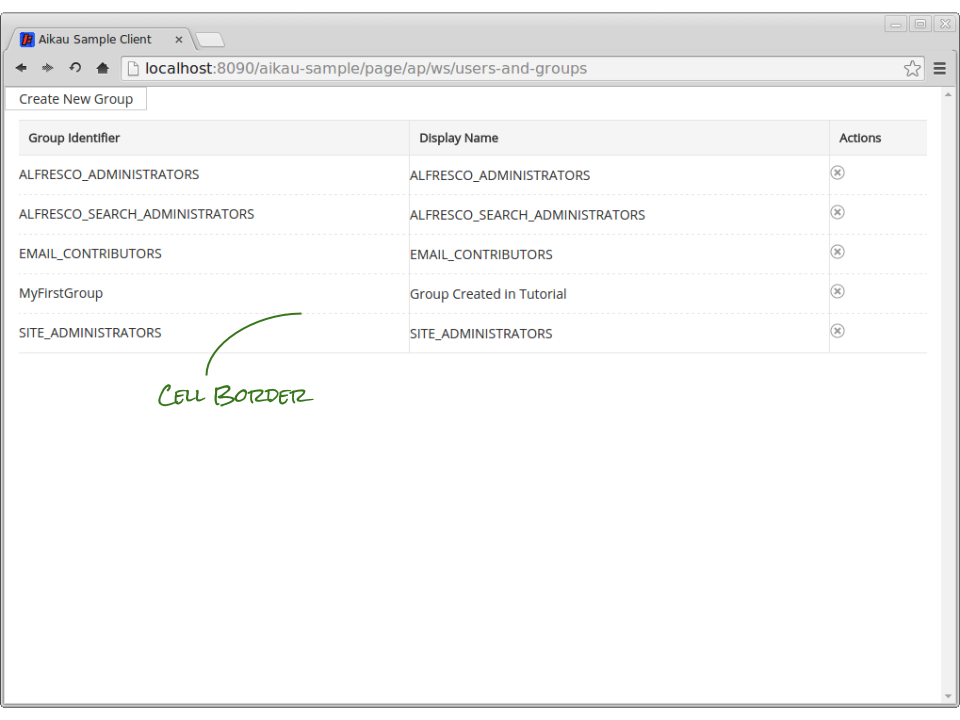 Aikau Sample Client
localhost:8090/aikau-sample/page/ap/ws/users-and-groups
Create New Group
Group Identifier Display Name Actions
ALFRESCO_ADMINISTRATORS ALFRESCO_ADMINISTRATORS
ALFRESCO_SEARCH_ADMINISTRATORS ALFRESCO_SEARCH_ADMINISTRATORS
EMAIL_CONTRIBUTORS EMAIL_CONTRIBUTORS
MyFirstGroup Group Created in Tutorial
SITE_ADMINISTRATORS SITE_ADMINISTRATORS
CELL BORDER